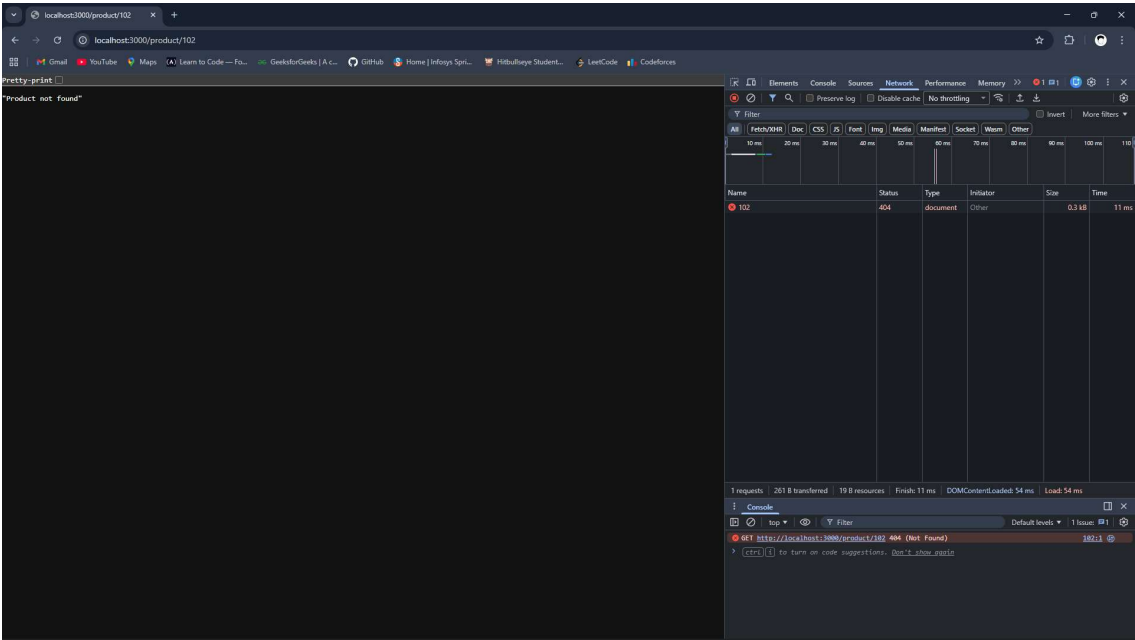 localhost:3000/product/102
localhost:3000/product/102
Gmail YouTube Maps Learn to Code — Fo... GeeksforGeeks | A c... GitHub Home | Infosys Spri... Hitbullseye Student... LeetCode Codeforces
Pretty-print
"Product not found"
Elements Console Sources Network Performance Memory 1 1
Preserve log Disable cache No throttling
Filter Invert More filters
All Fetch/XHR Doc CSS JS Font Img Media Manifest Socket Wasm Other
10 ms 20 ms 30 ms 40 ms 50 ms 60 ms 70 ms 80 ms 90 ms 100 ms 110
Name Status Type Initiator Size Time
102 404 document Other 0.3 kB 11 ms
1 requests 261 B transferred 19 B resources Finish: 11 ms DOMContentLoaded: 54 ms Load: 54 ms
Console
top Filter Default levels 1 Issue: 1
GET http://localhost:3000/product/102 404 (Not Found) 102:1
ctrl i to turn on code suggestions. Don't show again